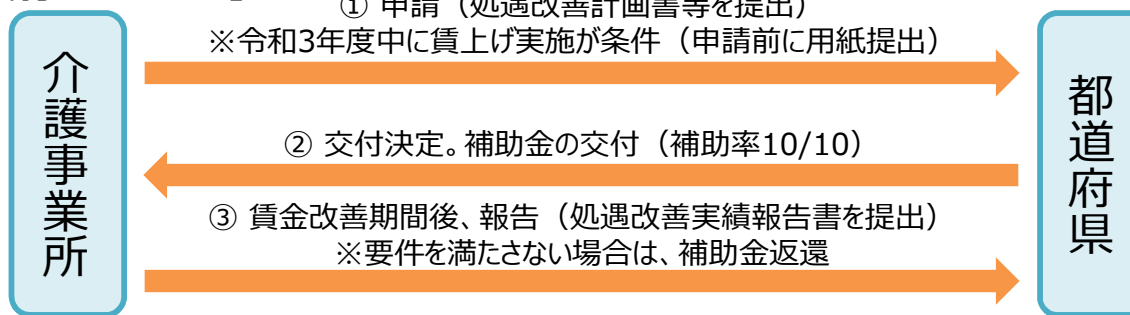 ① 申請（処遇改善計画書等を提出）
※令和3年度中に賃上げ実施が条件（申請前に用紙提出）
介護事業所
都道府県
② 交付決定。補助金の交付（補助率10/10）
③ 賃金改善期間後、報告（処遇改善実績報告書を提出）
※要件を満たさない場合は、補助金返還